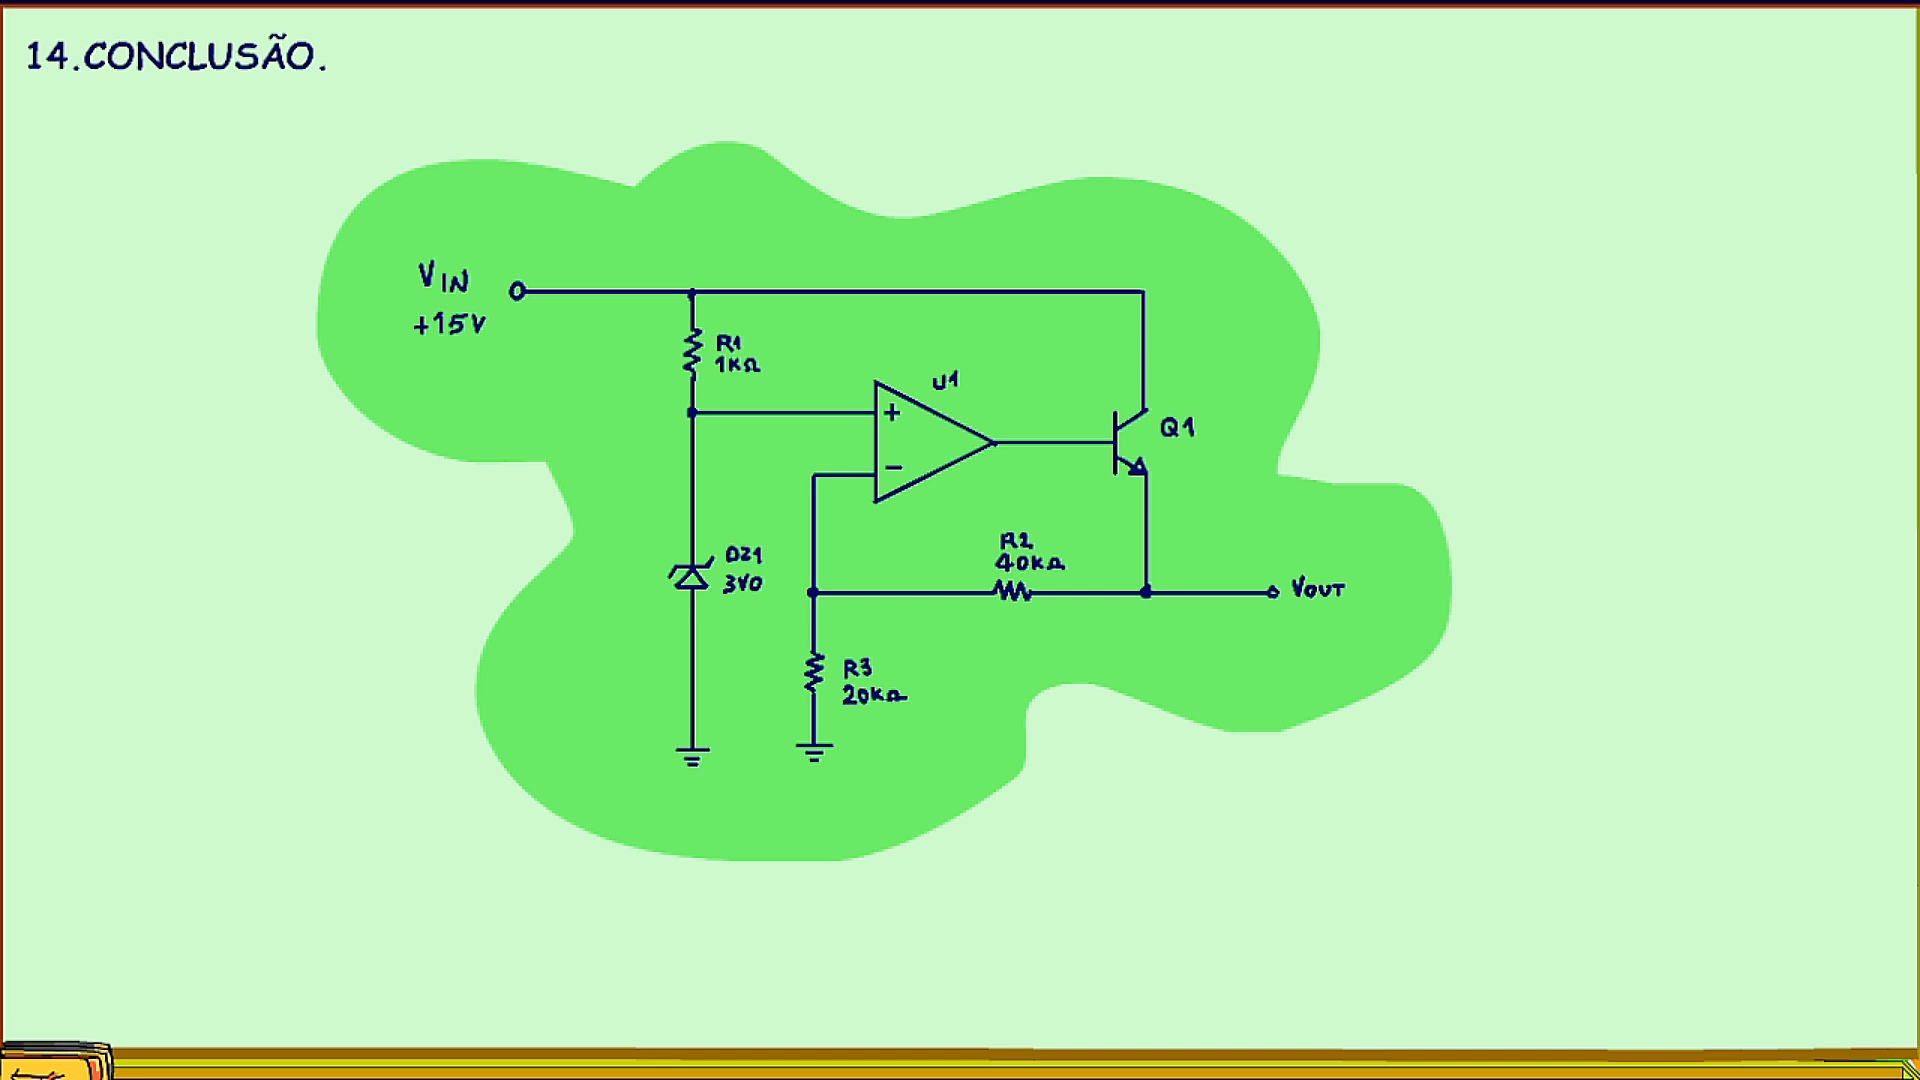 14.CONCLUSÃO.
VIN
+15V
R1
1KΩ
U1
+
-
Q1
DZ1
3V0
R2
40KΩ
VOUT
R3
20KΩ